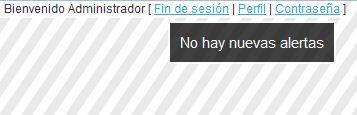 Bienvenido Administrador [ Fin de sesión | Perfil | Contraseña ]
No hay nuevas alertas